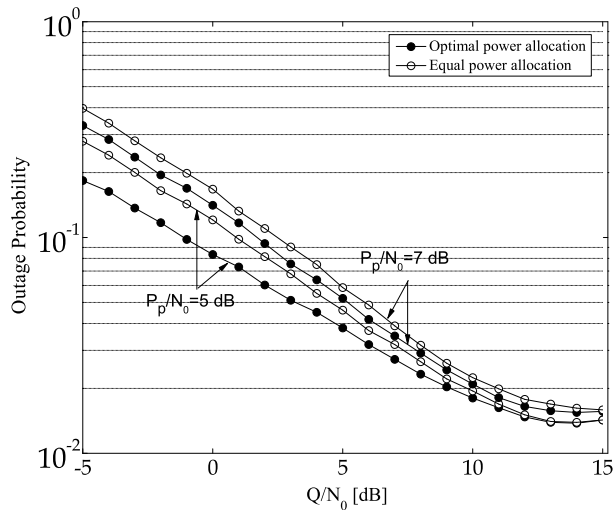 10^0
Optimal power allocation
Equal power allocation
Outage Probability
10^-1
P_p/N_0=7 dB
P_p/N_0=5 dB
10^-2
-5 0 5 10 15
Q/N_0 [dB]